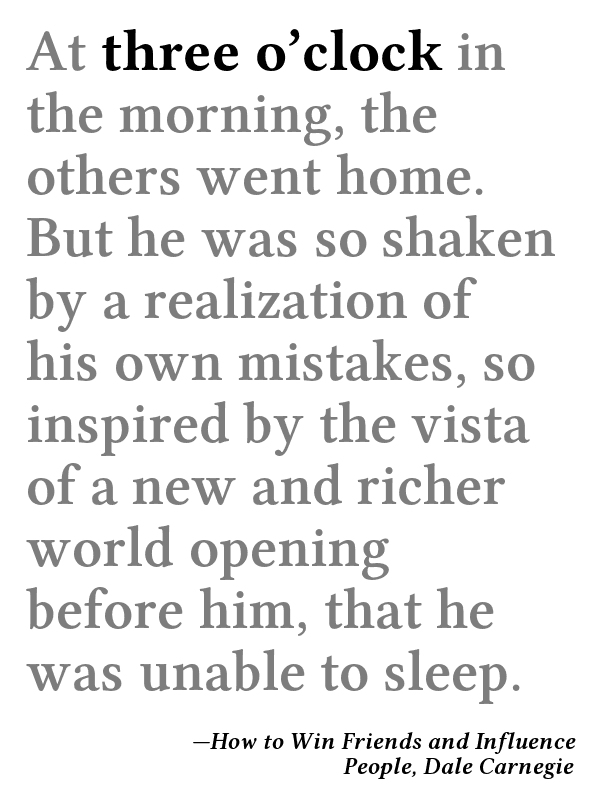 At three o’clock in
the morning, the
others went home.
But he was so shaken
by a realization of
his own mistakes, so
inspired by the vista
of a new and richer
world opening
before him, that he
was unable to sleep.
—How to Win Friends and Influence
People, Dale Carnegie